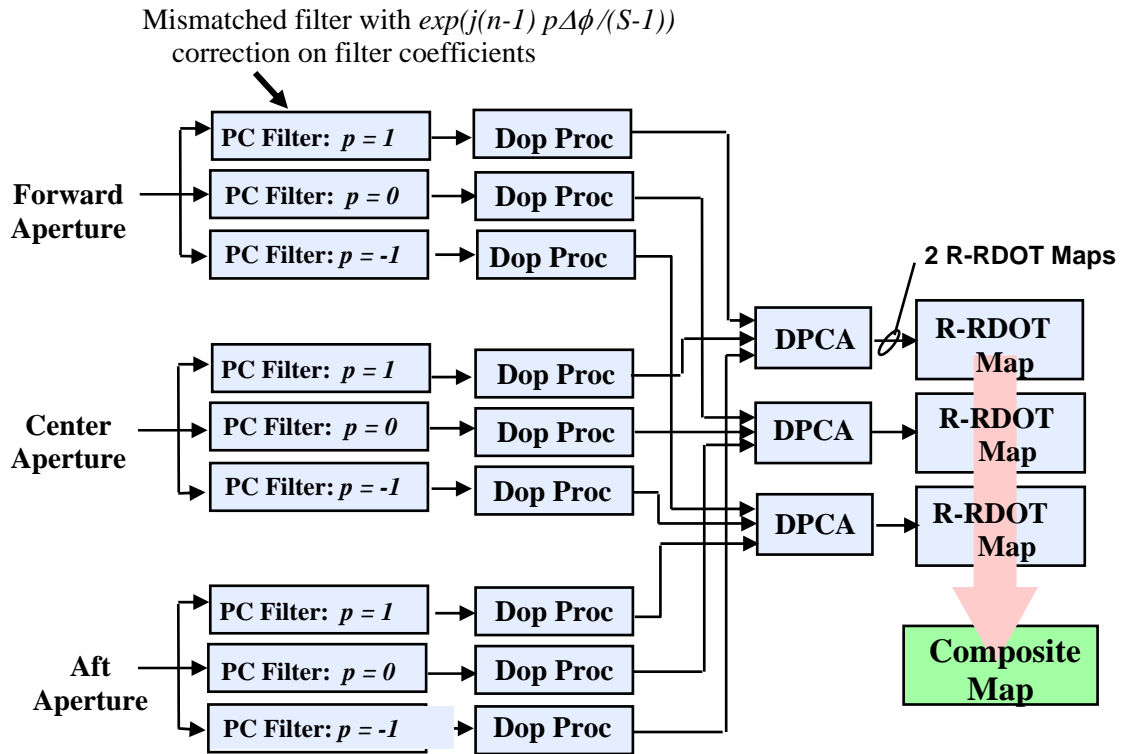 Mismatched filter with exp(j(n-1) pΔϕ/(S-1))
correction on filter coefficients
PC Filter: p = 1
Dop Proc
Forward
Aperture
PC Filter: p = 0
Dop Proc
PC Filter: p = -1
Dop Proc
2 R-RDOT Maps
DPCA
R-RDOT
Map
PC Filter: p = 1
Dop Proc
Center
Aperture
PC Filter: p = 0
Dop Proc
DPCA
R-RDOT
Map
PC Filter: p = -1
Dop Proc
DPCA
R-RDOT
Map
PC Filter: p = 1
Dop Proc
Aft
Aperture
PC Filter: p = 0
Dop Proc
PC Filter: p = -1
Dop Proc
Composite
Map